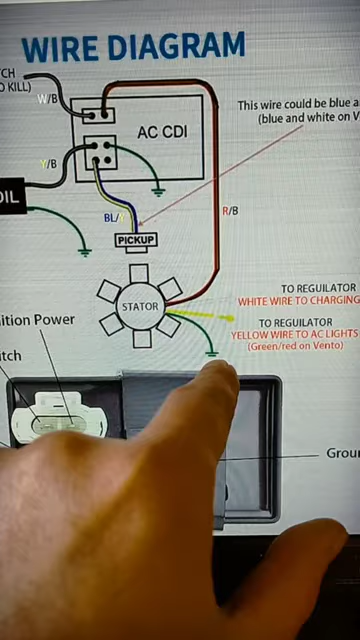 WIRE DIAGRAM
TCH
O KILL)
W/B
This wire could be blue a
(blue and white on V
AC CDI
Y/B
OIL
BL/Y
R/B
PICKUP
STATOR
TO REGULATOR
WHITE WIRE TO CHARGING
TO REGULATOR
YELLOW WIRE TO AC LIGHTS
(Green/red on Vento)
nition Power
itch
Groun